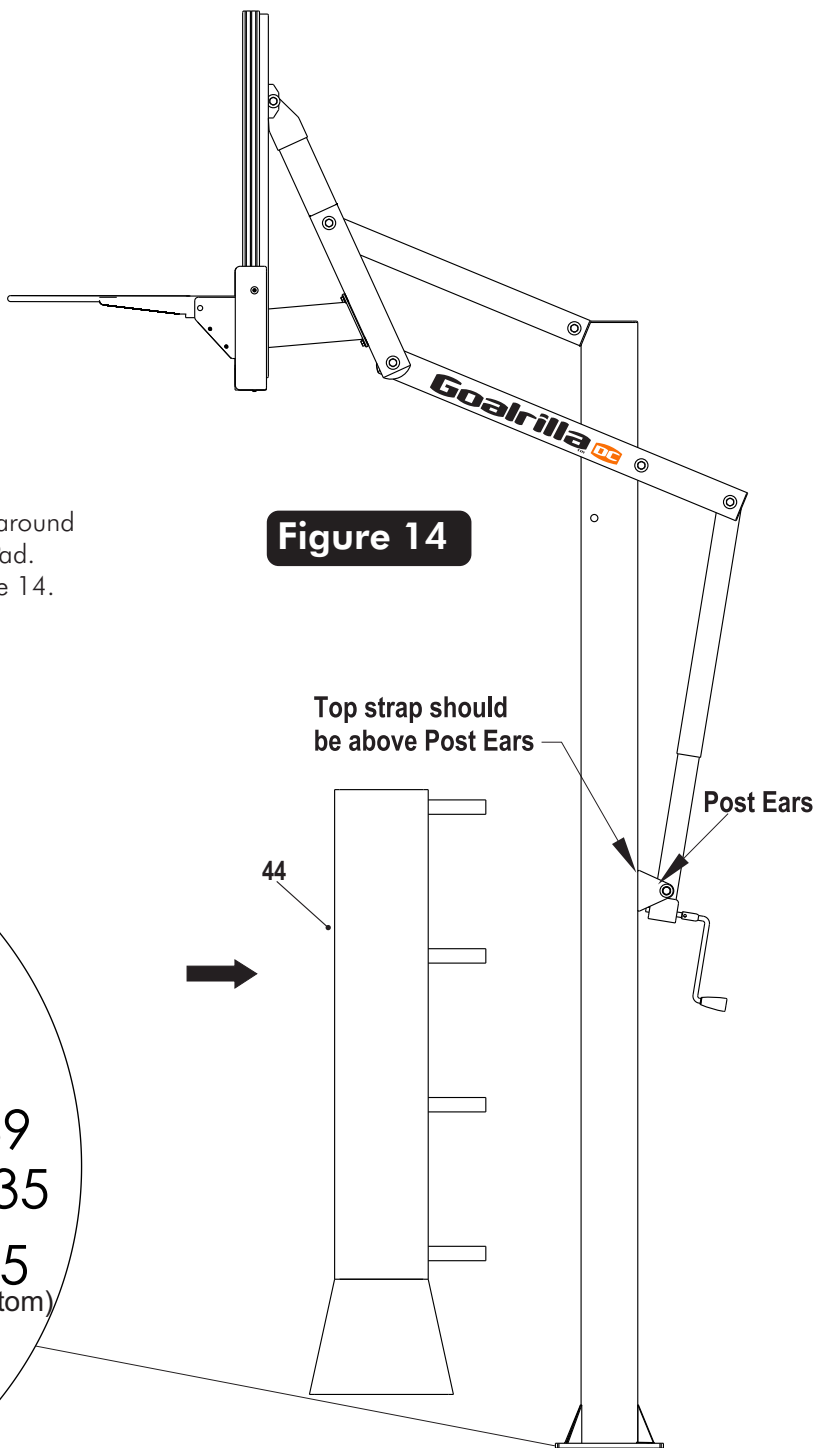 Goalrilla DC
around
Figure 14
ad.
e 14.
Top strap should
be above Post Ears
Post Ears
44
9
35
5
tom)